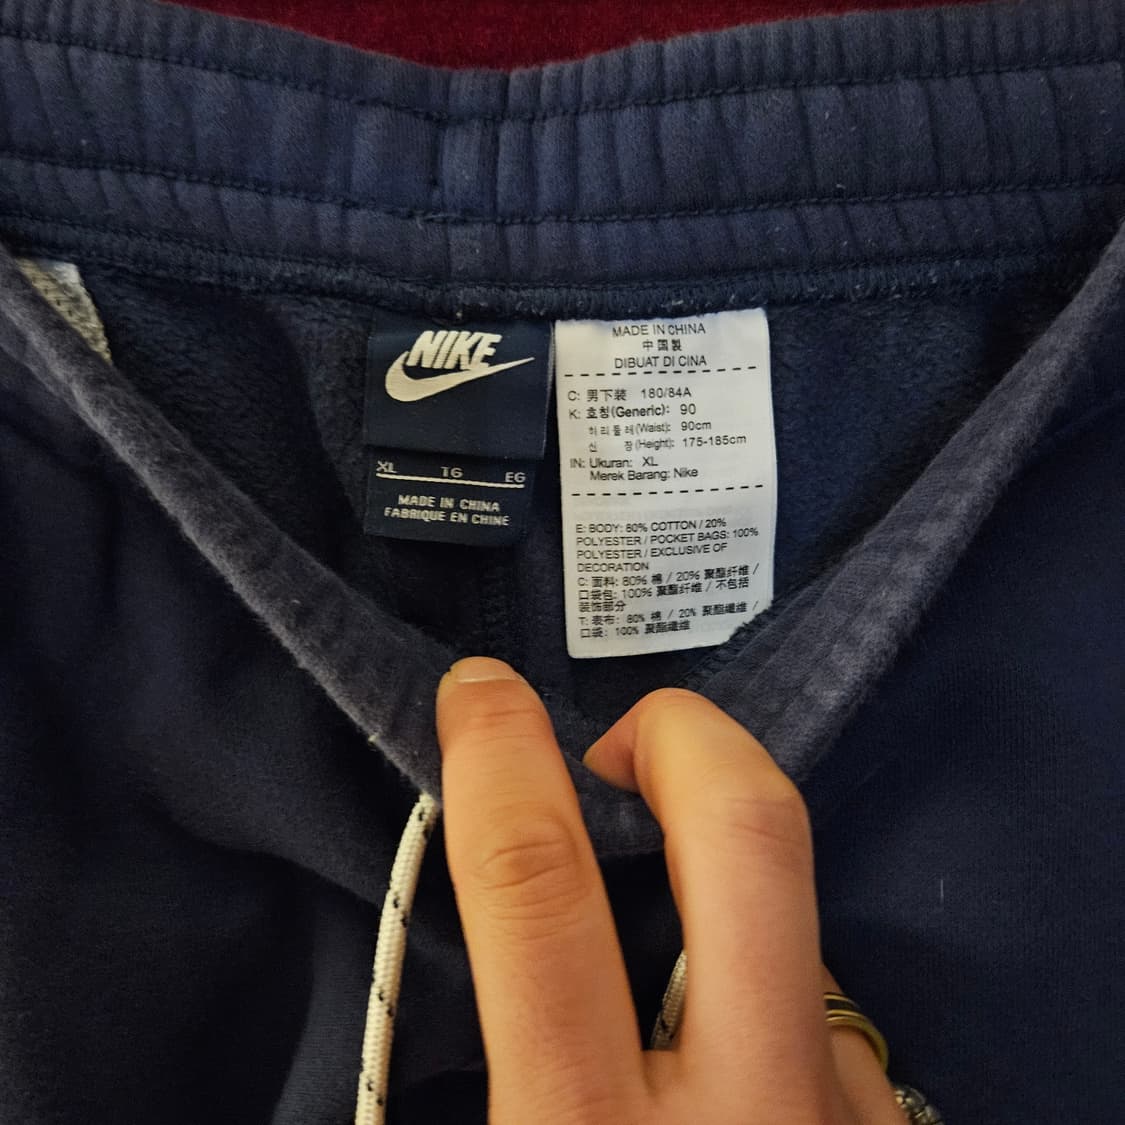 NIKE
XL TG EG
MADE IN CHINA
FABRIQUE EN CHINE
MADE IN CHINA
中国製
DIBUAT DI CINA
C: 男下装 180/84A
K: 호칭(Generic): 90
허리둘레(Waist): 90cm
신 장(Height): 175-185cm
IN: Ukuran: XL
Merek Barang: Nike
E: BODY: 80% COTTON / 20%
POLYESTER / POCKET BAGS: 100%
POLYESTER / EXCLUSIVE OF
DECORATION
C: 面料: 80% 棉 / 20% 聚酯纤维 /
口袋包: 100% 聚酯纤维 / 不包括
装饰部分
T: 表布: 80% 棉 / 20% 聚酯纖維 /
口袋: 100% 聚酯纖維